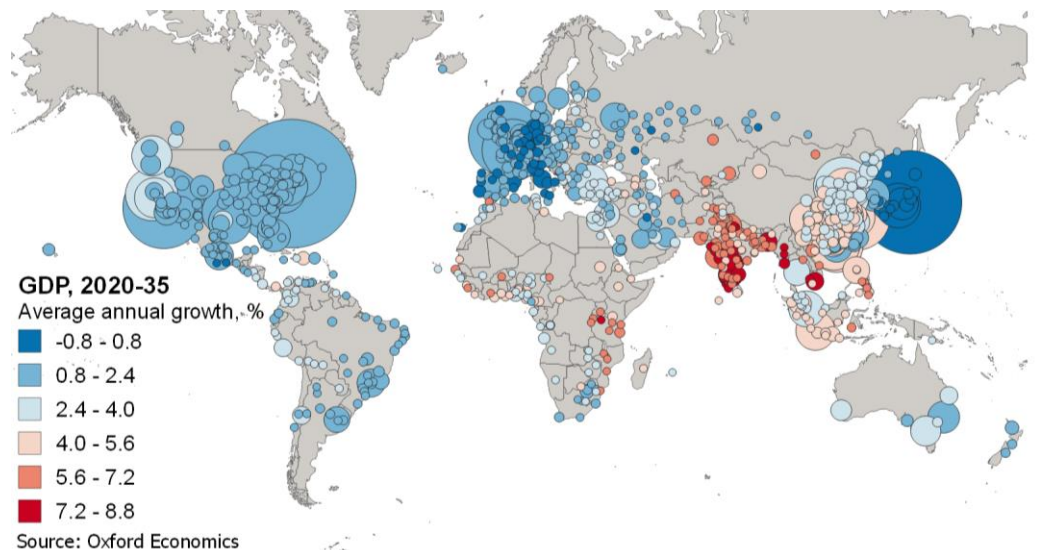 GDP, 2020-35
Average annual growth, %
-0.8 - 0.8
0.8 - 2.4
2.4 - 4.0
4.0 - 5.6
5.6 - 7.2
7.2 - 8.8
Source: Oxford Economics